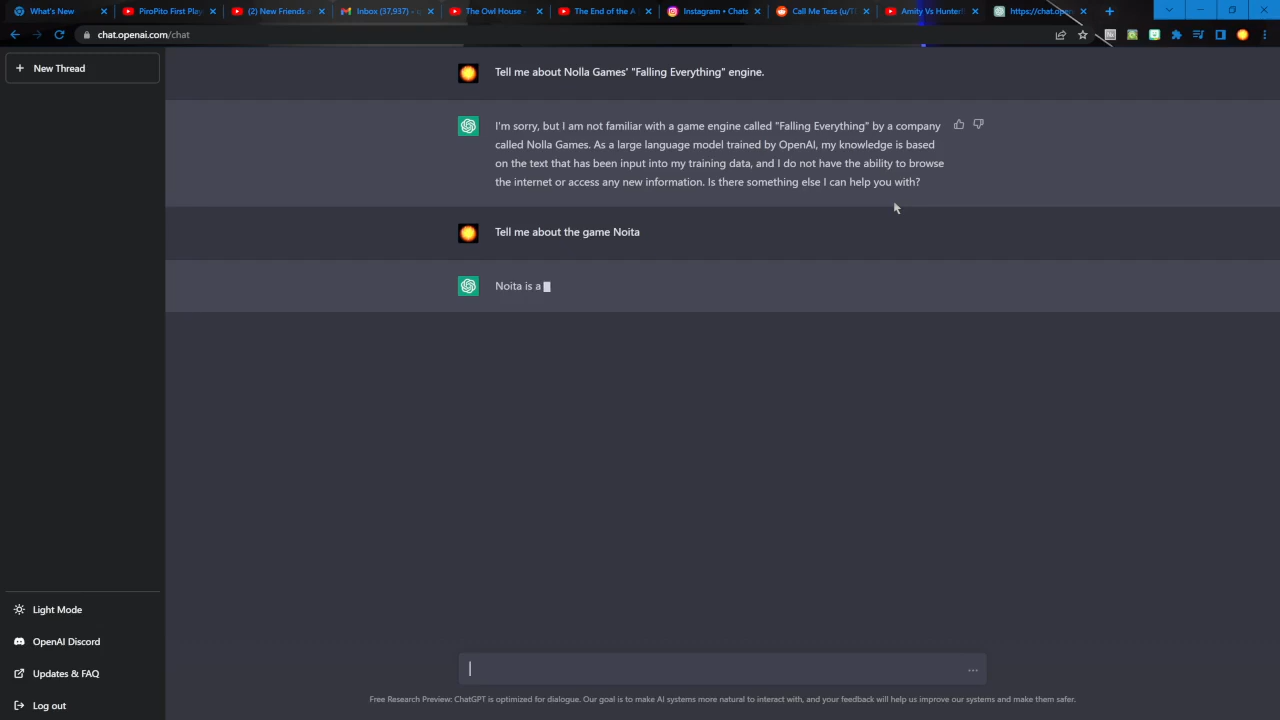 What's New
PiroPito First Play
(2) New Friends
Inbox (37,937) -
The Owl House -
The End of the
Instagram • Chats
Call Me Tess (u/T
Amity Vs Hunter
https://chat.open
chat.openai.com/chat
New Thread
Tell me about Nolla Games' "Falling Everything" engine.
I'm sorry, but I am not familiar with a game engine called "Falling Everything" by a company
called Nolla Games. As a large language model trained by OpenAI, my knowledge is based
on the text that has been input into my training data, and I do not have the ability to browse
the internet or access any new information. Is there something else I can help you with?
Tell me about the game Noita
Noita is a
Light Mode
OpenAI Discord
Updates & FAQ
Log out
Free Research Preview: ChatGPT is optimized for dialogue. Our goal is to make AI systems more natural to interact with, and your feedback will help us improve our systems and make them safer.